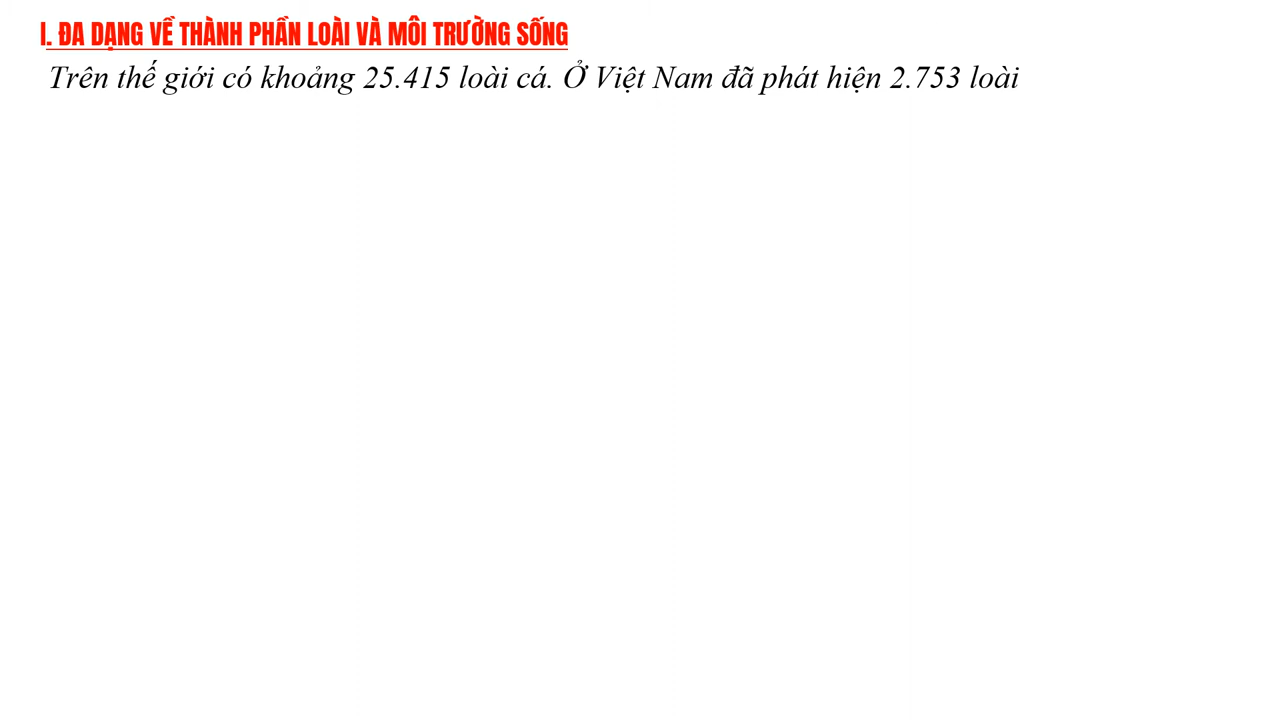 I. ĐA DẠNG VỀ THÀNH PHẦN LOÀI VÀ MÔI TRƯỜNG SỐNG
Trên thế giới có khoảng 25.415 loài cá. Ở Việt Nam đã phát hiện 2.753 loài